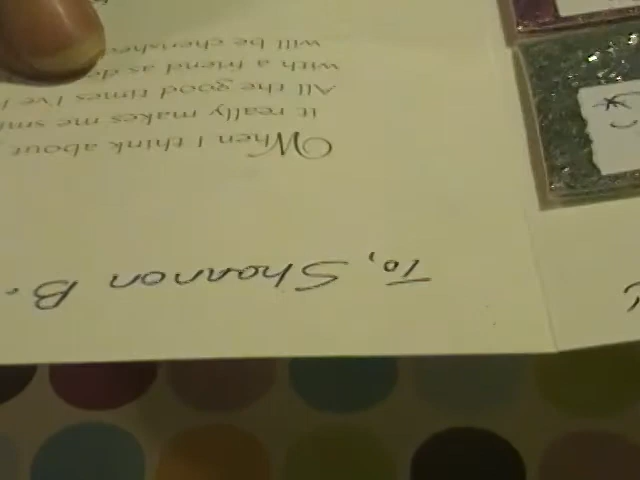 To, Shannon B.
When I think about
it really makes me
All the good times I've
with a friend as
will be